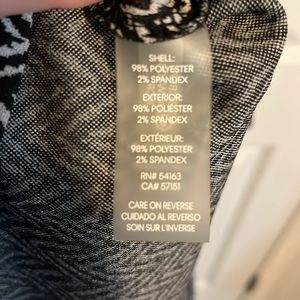 SHELL:
98% POLYESTER
2% SPANDEX
EXTERIOR:
98% POLIÉSTER
2% SPANDEX
EXTÉRIEUR:
98% POLYESTER
2% SPANDEX
RN# 54163
CA# 57151
CARE ON REVERSE
CUIDADO AL REVERSO
SOIN SUR L'INVERSE